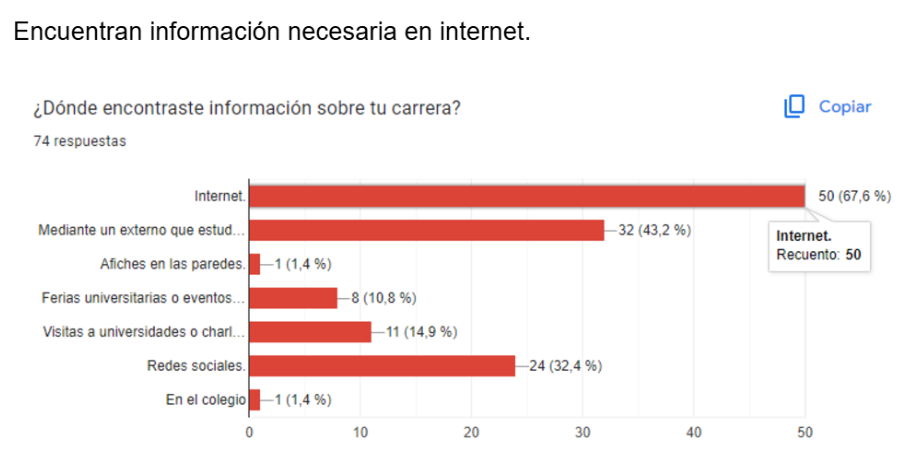 Encuentran información necesaria en internet.
¿Dónde encontraste información sobre tu carrera?
Copiar
74 respuestas
Internet. 50 (67,6 %)
Mediante un externo que estud... 32 (43,2 %)
Internet.
Recuento: 50
Afiches en las paredes. 1 (1,4 %)
Ferias universitarias o eventos... 8 (10,8 %)
Visitas a universidades o charl... 11 (14,9 %)
Redes sociales. 24 (32,4 %)
En el colegio 1 (1,4 %)
0 10 20 30 40 50